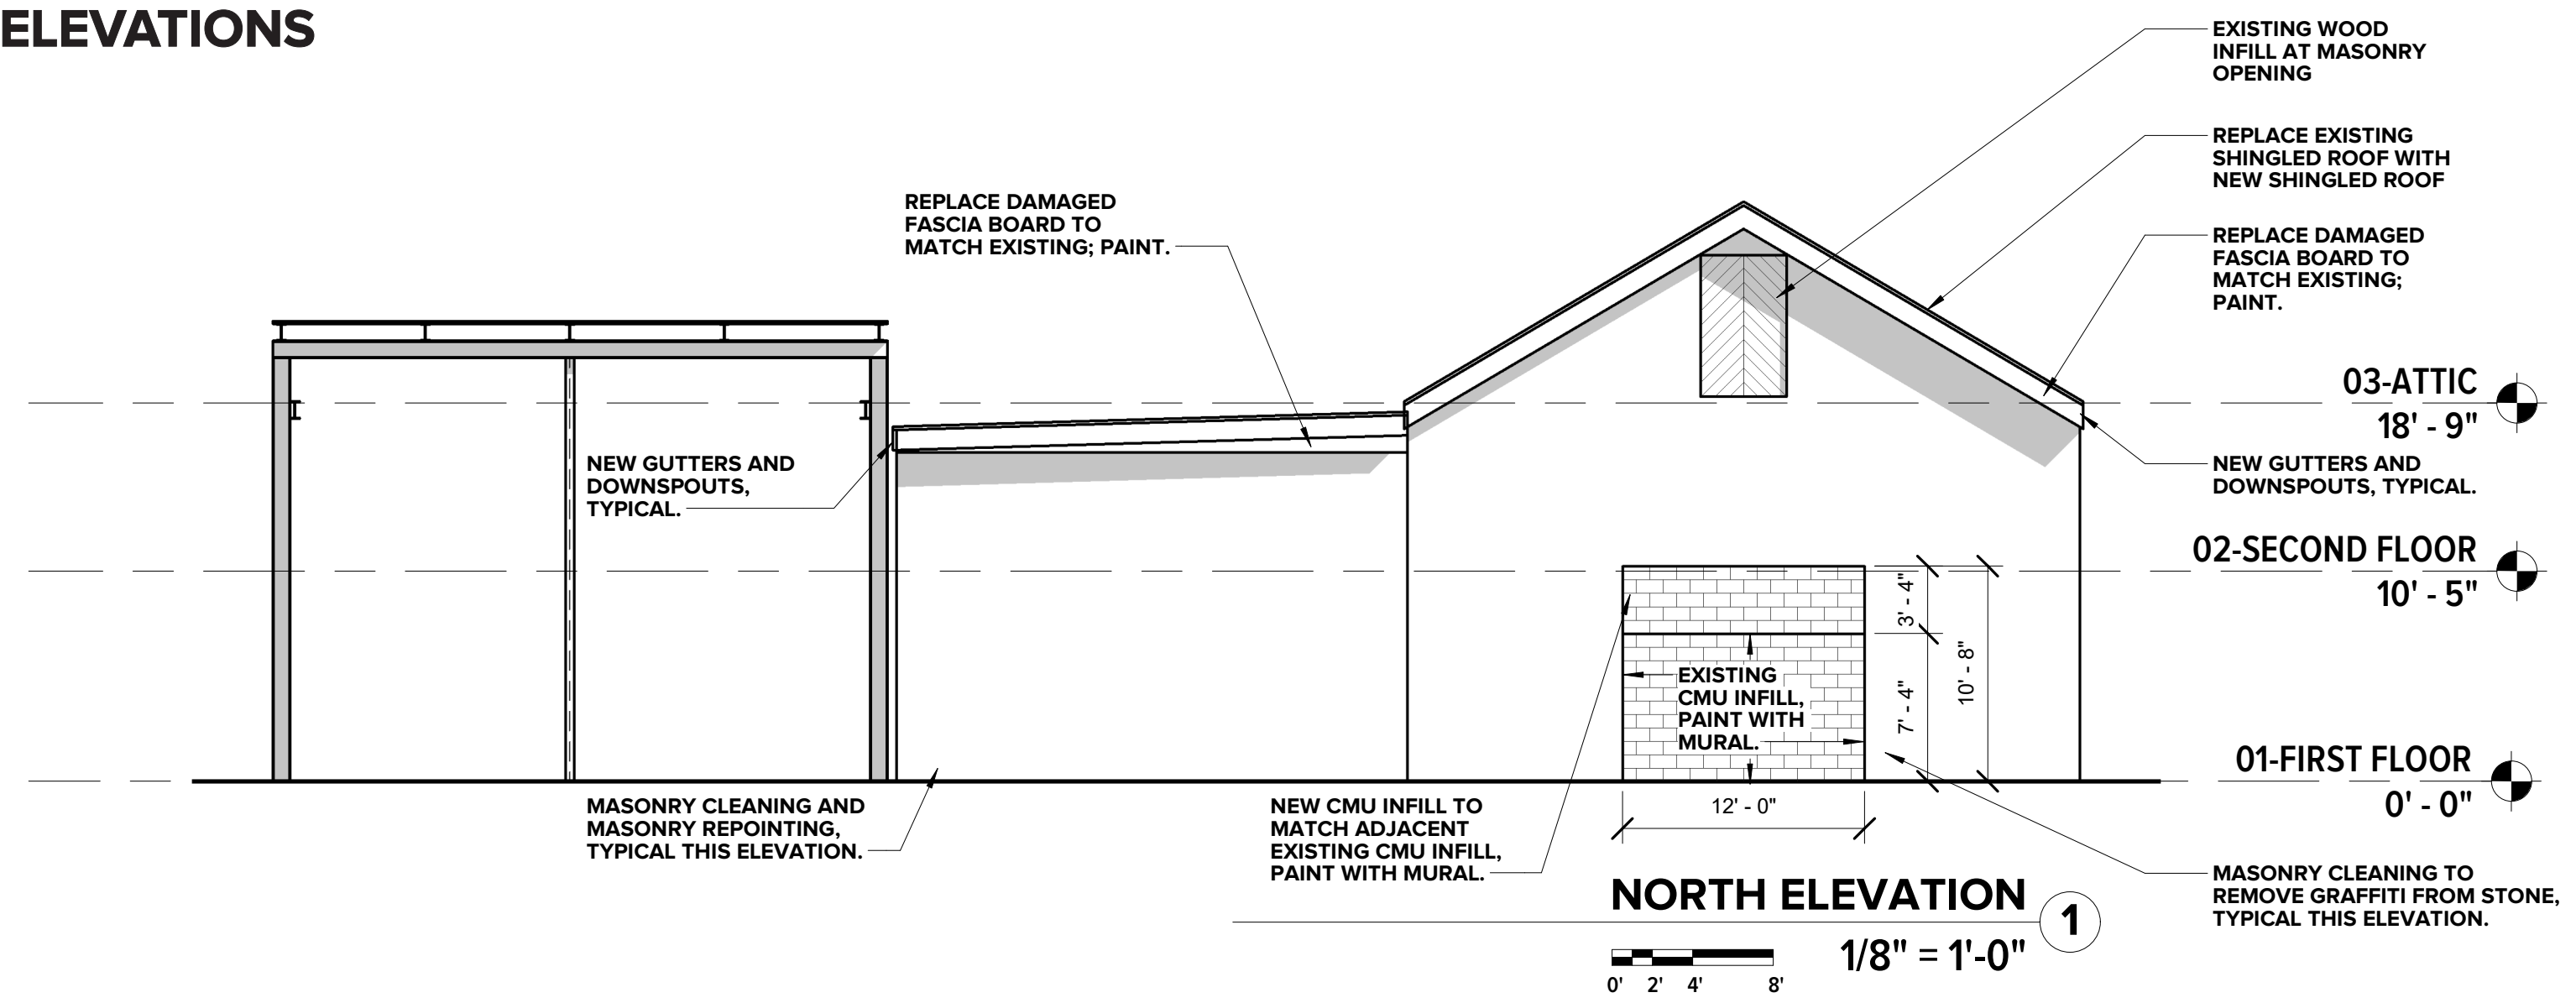 ELEVATIONS
EXISTING WOOD
INFILL AT MASONRY
OPENING
REPLACE EXISTING
SHINGLED ROOF WITH
NEW SHINGLED ROOF
REPLACE DAMAGED
FASCIA BOARD TO
MATCH EXISTING; PAINT.
REPLACE DAMAGED
FASCIA BOARD TO
MATCH EXISTING;
PAINT.
03-ATTIC
18' - 9"
NEW GUTTERS AND
DOWNSPOUTS,
TYPICAL.
NEW GUTTERS AND
DOWNSPOUTS, TYPICAL.
02-SECOND FLOOR
10' - 5"
3' - 4"
10' - 8"
7' - 4"
EXISTING
CMU INFILL,
PAINT WITH
MURAL.
01-FIRST FLOOR
0' - 0"
12' - 0"
MASONRY CLEANING AND
MASONRY REPOINTING,
TYPICAL THIS ELEVATION.
NEW CMU INFILL TO
MATCH ADJACENT
EXISTING CMU INFILL,
PAINT WITH MURAL.
MASONRY CLEANING TO
REMOVE GRAFFITI FROM STONE,
TYPICAL THIS ELEVATION.
NORTH ELEVATION
1
1/8" = 1'-0"
0' 2' 4' 8'